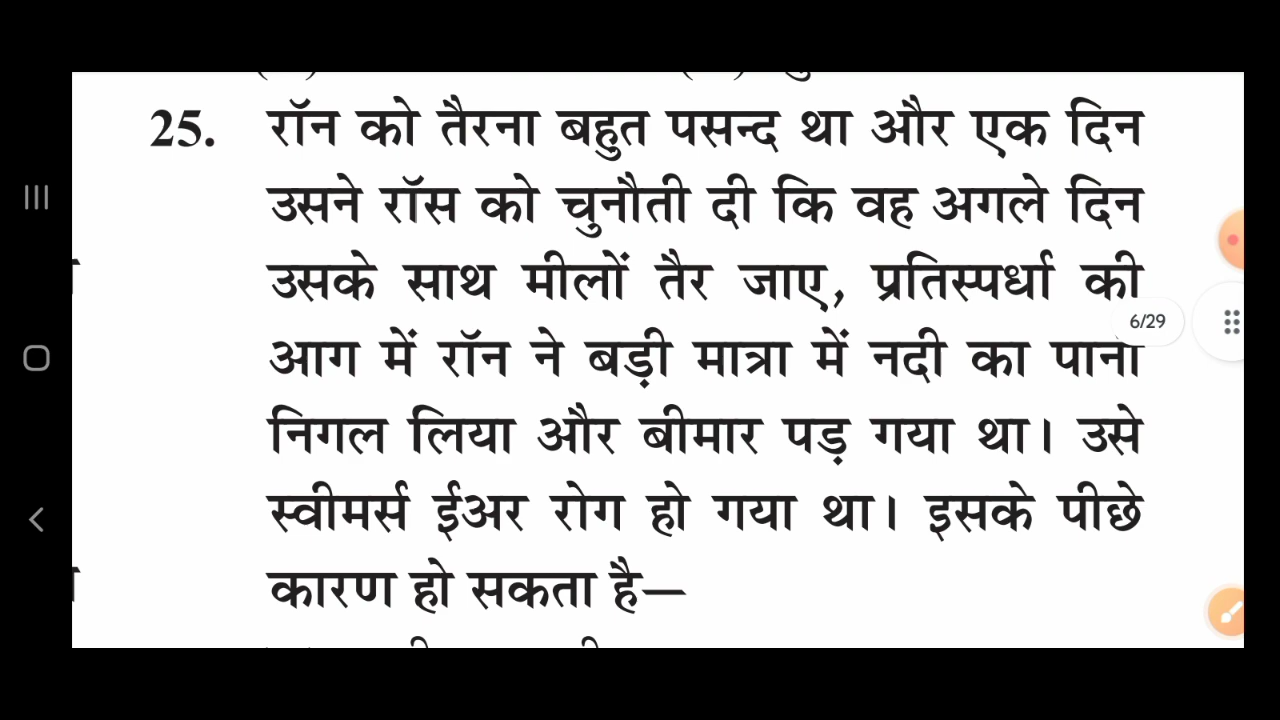 25. रॉन को तैरना बहुत पसन्द था और एक दिन
उसने रॉस को चुनौती दी कि वह अगले दिन
उसके साथ मीलों तैर जाए, प्रतिस्पर्धा की
6/29
आग में रॉन ने बड़ी मात्रा में नदी का पानी
निगल लिया और बीमार पड़ गया था। उसे
स्वीमर्स ईअर रोग हो गया था। इसके पीछे
कारण हो सकता है—